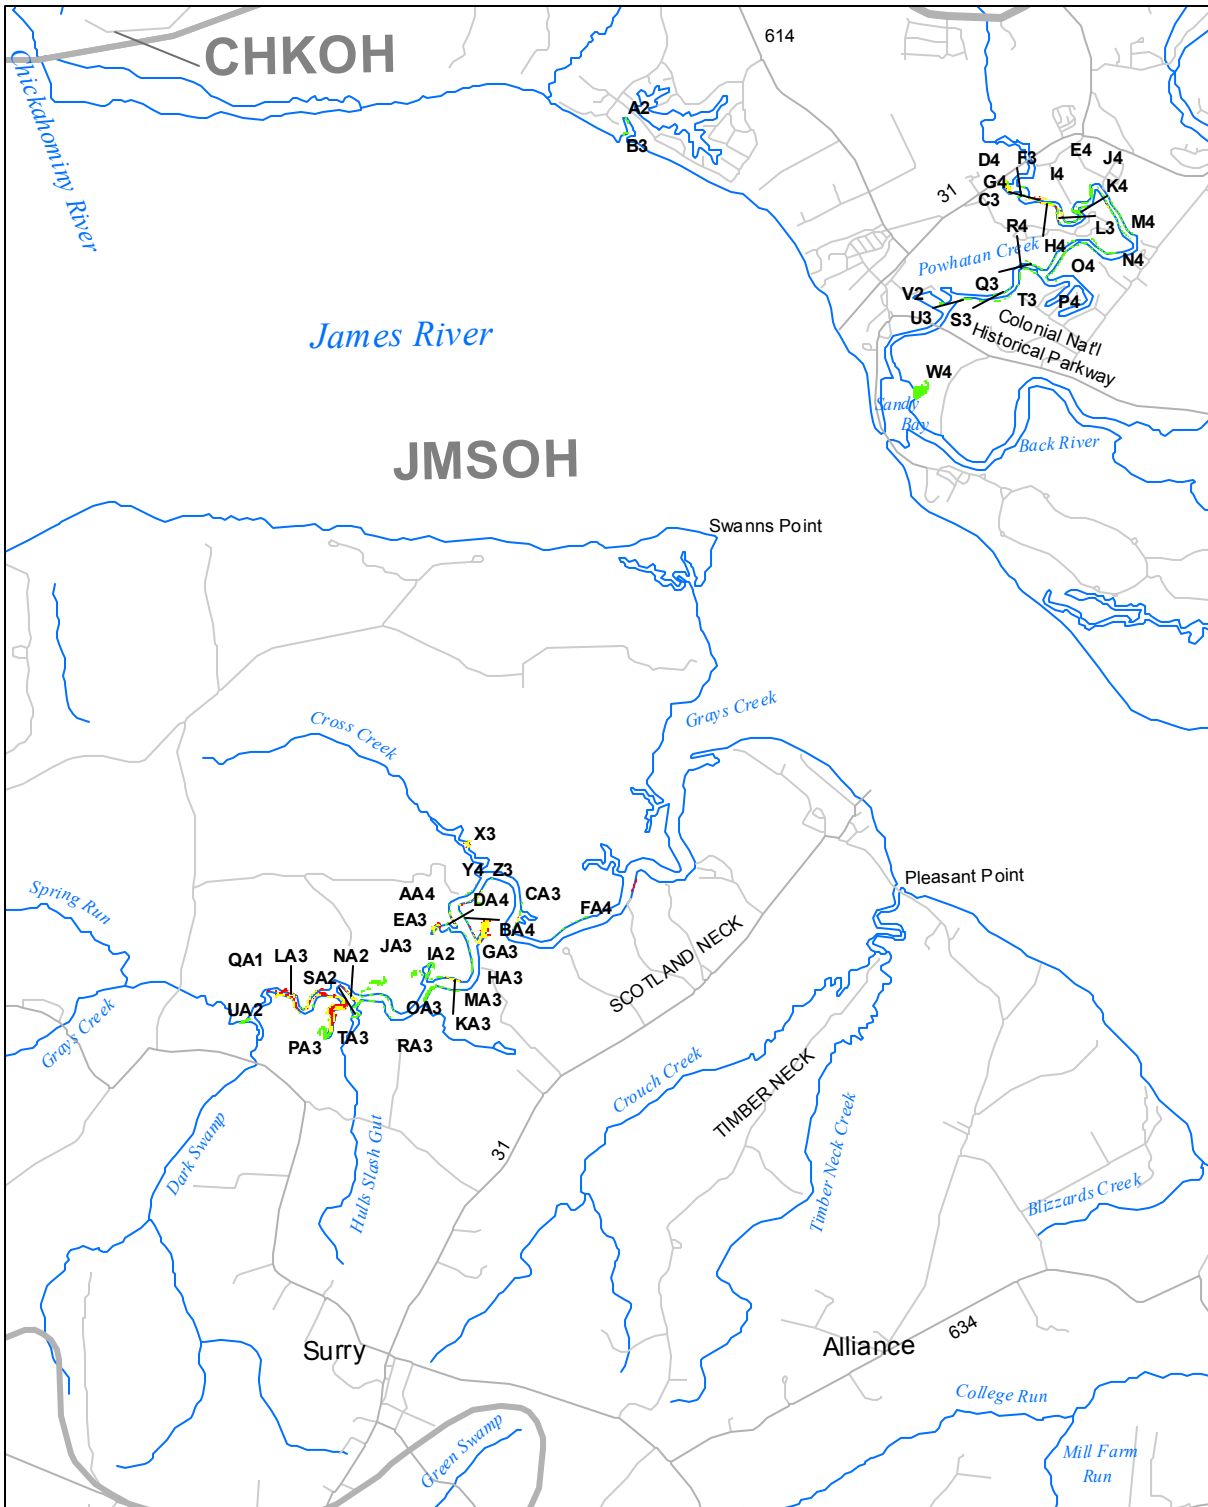 CHKOH
614
Chickahominy River
A2
B3
E4
J4
D4
F3
I4
G4
K4
C3
31
R4
L3
M4
H4
N4
Powhatan Creek
O4
Q3
V2
T3
P4
U3
S3
Colonial Nat'l
Historical Parkway
James River
W4
Sandy
Bay
Back River
JMSOH
Swanns Point
Grays Creek
Cross Creek
X3
Y4
Z3
Pleasant Point
Spring Run
AA4
DA4
CA3
FA4
EA3
BA4
JA3
IA2
GA3
QA1
LA3
NA2
SA2
HA3
SCOTLAND NECK
MA3
UA2
OA3
KA3
Grays Creek
PA3
TA3
RA3
Crouch Creek
TIMBER NECK
Dark Swamp
Hulls Slash Gut
31
Timber Neck Creek
Blizzards Creek
Surry
Alliance
634
College Run
Green Swamp
Mill Farm
Run